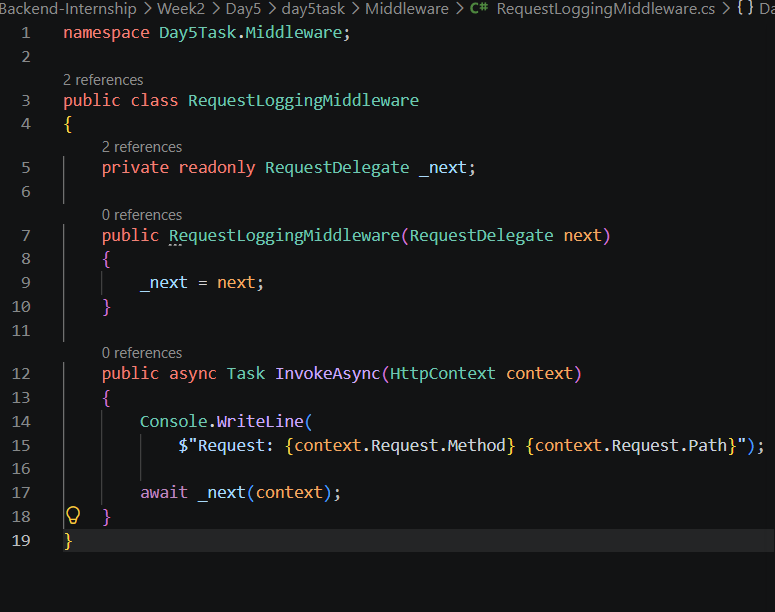 Backend-Internship > Week2 > Day5 > day5task > Middleware > C# RequestLoggingMiddleware.cs > { } Da
1 namespace Day5Task.Middleware;
2
2 references
3 public class RequestLoggingMiddleware
4 {
2 references
5 private readonly RequestDelegate _next;
6
0 references
7 public RequestLoggingMiddleware(RequestDelegate next)
8 {
9 _next = next;
10 }
11
0 references
12 public async Task InvokeAsync(HttpContext context)
13 {
14 Console.WriteLine(
15 $"Request: {context.Request.Method} {context.Request.Path}");
16
17 await _next(context);
18 }
19 }